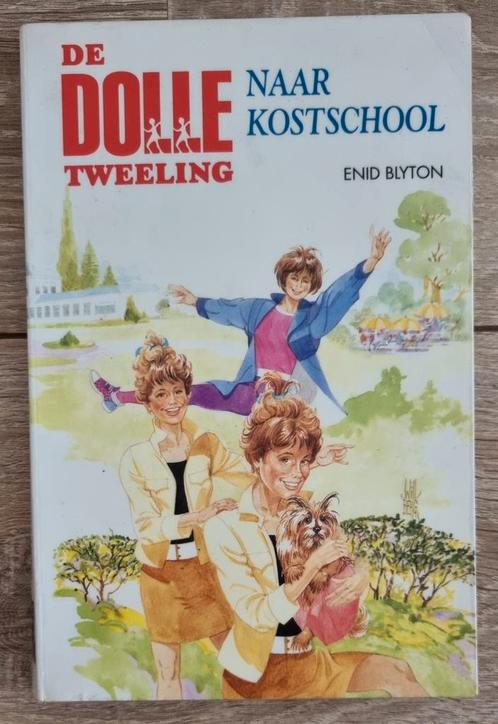 DE
DOLLE
TWEELING
NAAR
KOSTSCHOOL
ENID BLYTON